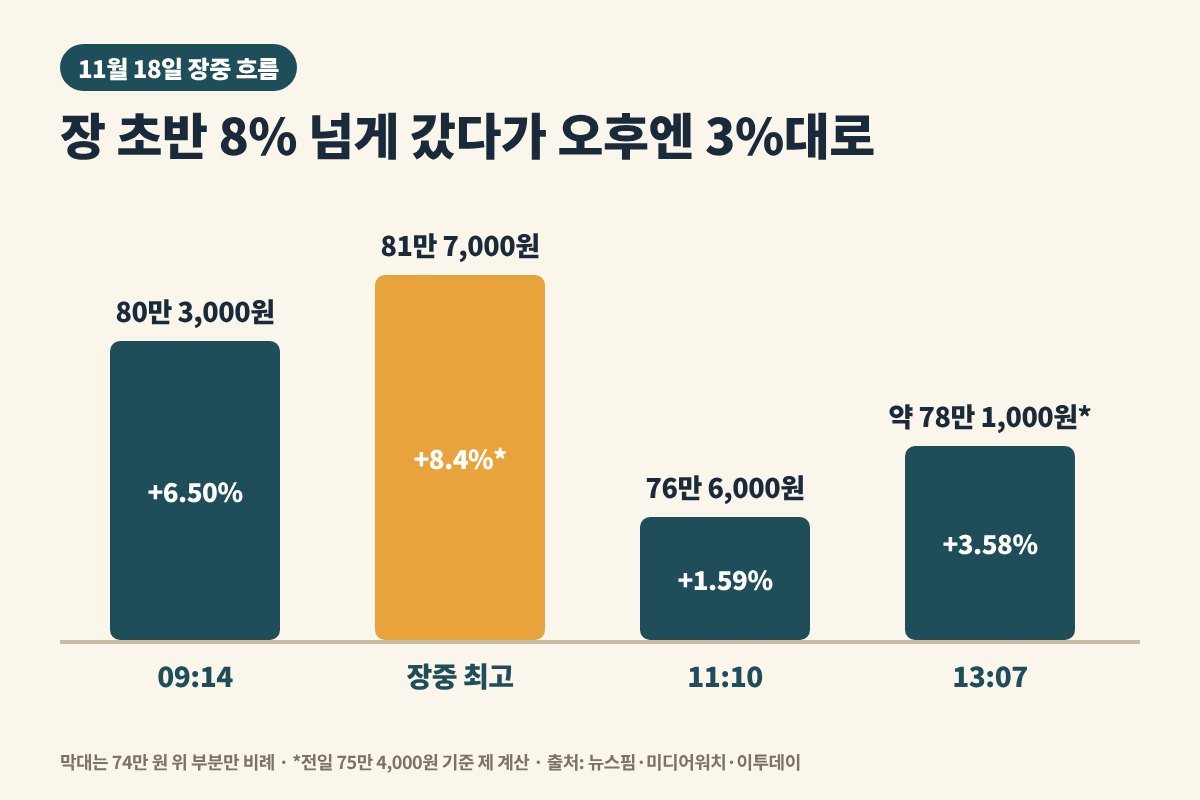 11월 18일 장중 흐름
장 초반 8% 넘게 갔다가 오후엔 3%대로
81만 7,000원
80만 3,000원
약 78만 1,000원*
76만 6,000원
+8.4%*
+6.50%
+3.58%
+1.59%
09:14
장중 최고
11:10
13:07
막대는 74만 원 위 부분만 비례 · *전일 75만 4,000원 기준 제 계산 · 출처: 뉴스핌·미디어워치·이투데이